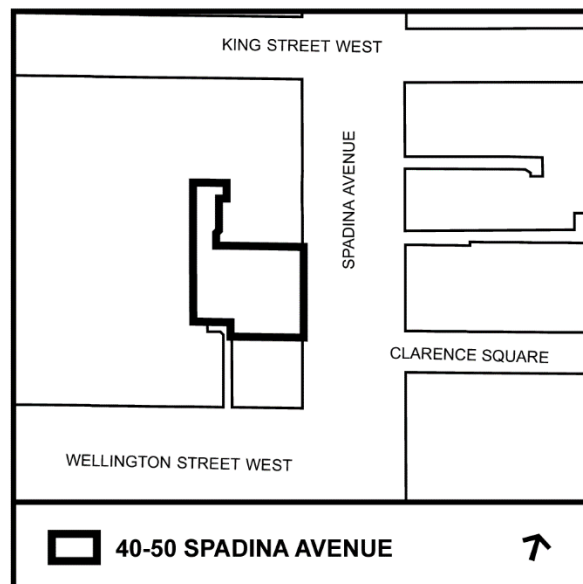 KING STREET WEST
SPADINA AVENUE
CLARENCE SQUARE
WELLINGTON STREET WEST
40-50 SPADINA AVENUE